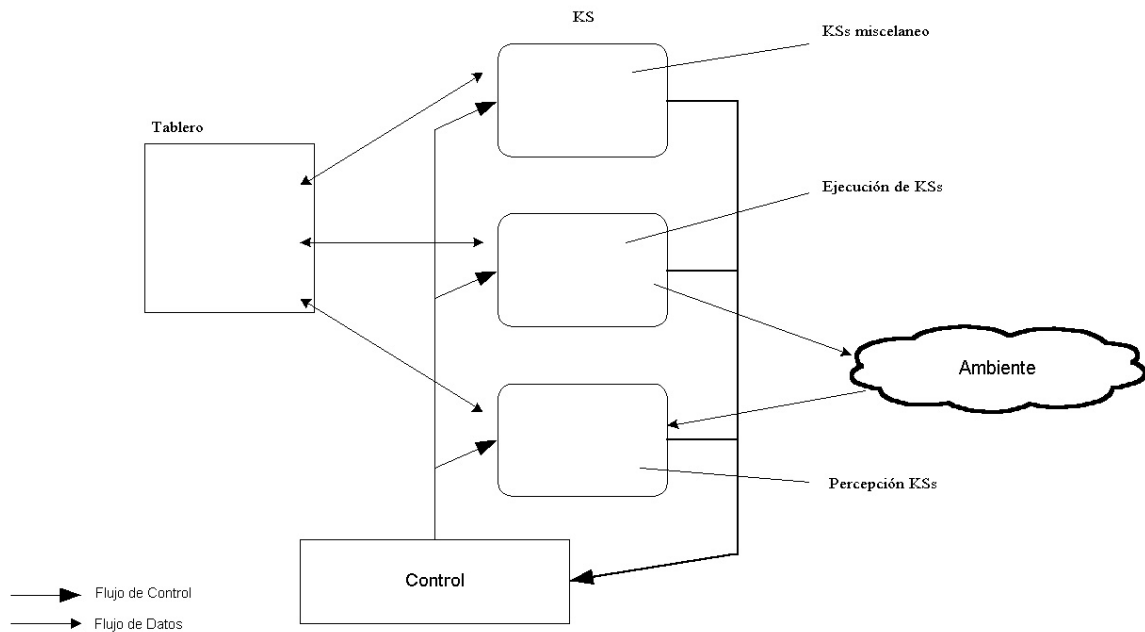 KS
KSs miscelaneo
Tablero
Ejecución de KSs
Ambiente
Percepción KSs
Control
Flujo de Control
Flujo de Datos